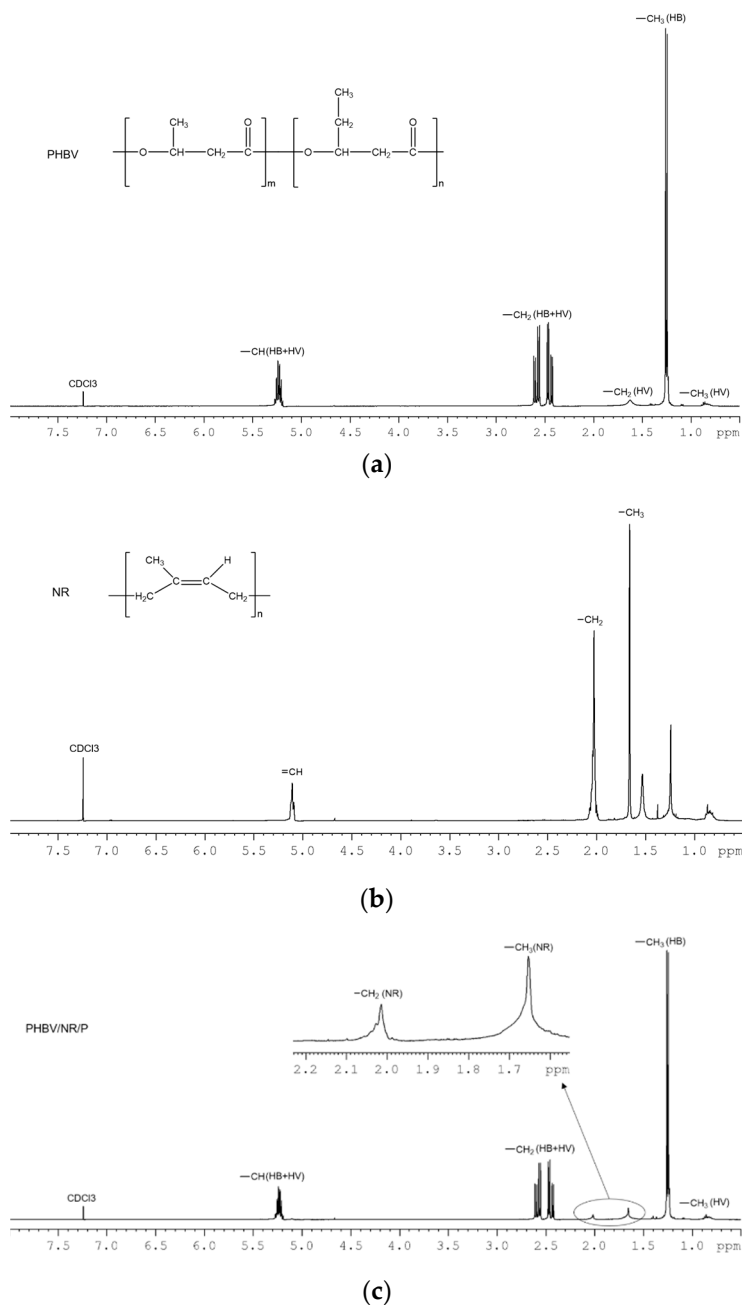 —CH3 (HB)
CH3
CH3 CH2
O O
PHBV
O CH CH2 C O CH CH2 C
m n
—CH2 (HB+HV)
—CH(HB+HV)
CDCl3 —CH2 (HV) —CH3 (HV)
7.5 7.0 6.5 6.0 5.5 5.0 4.5 4.0 3.5 3.0 2.5 2.0 1.5 1.0 ppm
(a)
—CH3
CH3 H
C C
NR H2C CH2
n
—CH2
CDCl3
=CH
7.5 7.0 6.5 6.0 5.5 5.0 4.5 4.0 3.5 3.0 2.5 2.0 1.5 1.0 ppm
(b)
—CH3(NR) —CH3 (HB)
—CH2 (NR)
PHBV/NR/P
2.2 2.1 2.0 1.9 1.8 1.7 ppm
—CH2 (HB+HV)
—CH(HB+HV)
CDCl3 —CH3 (HV)
7.5 7.0 6.5 6.0 5.5 5.0 4.5 4.0 3.5 3.0 2.5 2.0 1.5 1.0 ppm
(c)